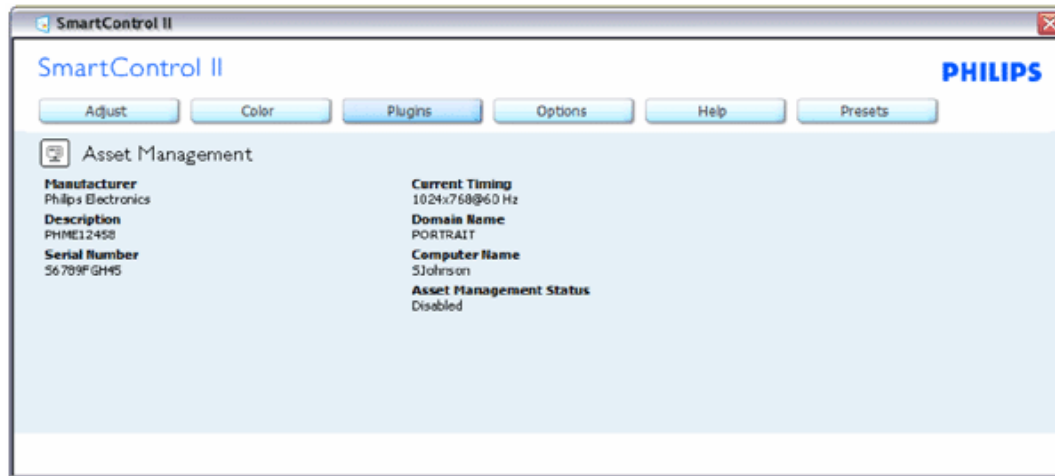 SmartControl II
SmartControl II
PHILIPS
Adjust Color Plugins Options Help Presets
Asset Management
Manufacturer
Philips Electronics
Description
PHME12458
Serial Number
S6789FGH45
Current Timing
1024x768@60 Hz
Domain Name
PORTRAIT
Computer Name
SJohnson
Asset Management Status
Disabled